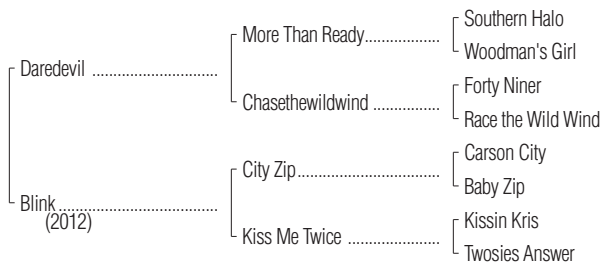 Southern Halo
More Than Ready..................
Woodman's Girl
Daredevil ..............................
Forty Niner
Chasethewildwind ................
Race the Wild Wind
Carson City
City Zip..................................
Baby Zip
Blink......................................
(2012)
Kissin Kris
Kiss Me Twice ......................
Twosies Answer